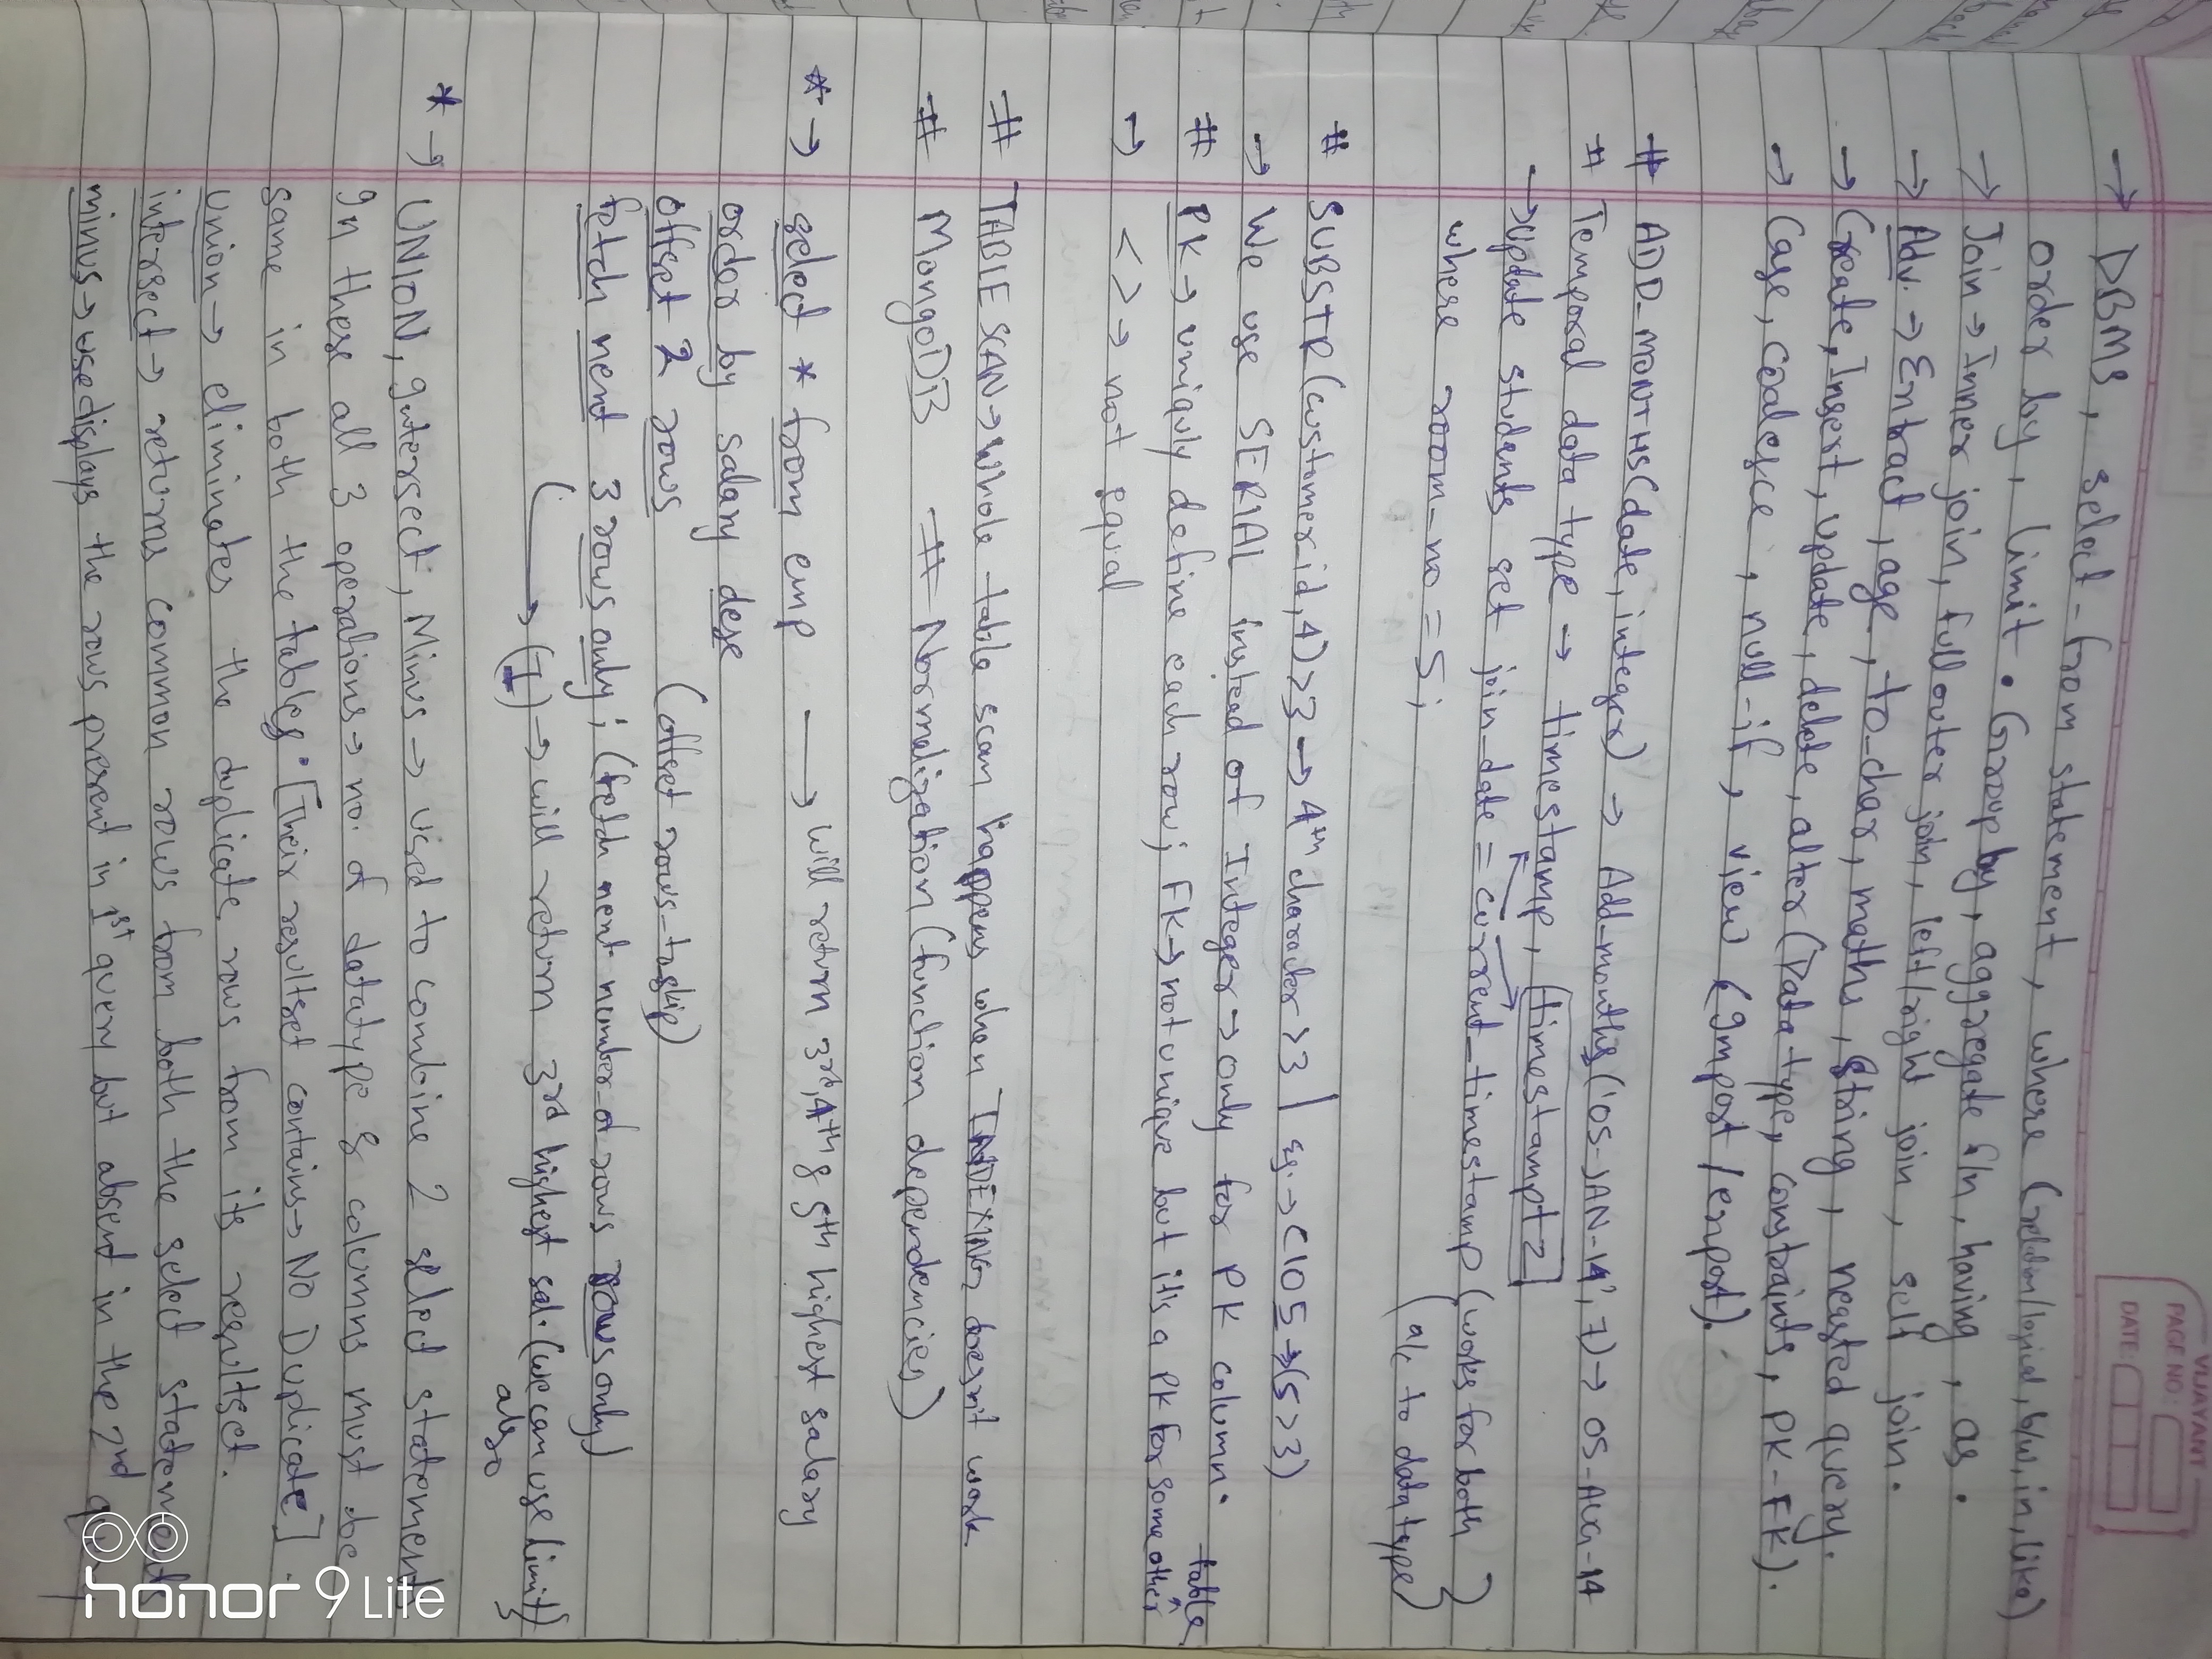 VIJAYANT
PAGE NO:
DATE:
→ DBMS, select-from statement, where (relation/logical, b/w, in, like)
order by, limit. Group by, aggregate f/n, having, as.
→ Join → Inner join, full outer join, left/right join, self join.
→ Adv. → Extract, age, to_char, maths, String, neasted query.
→ Create, Insert, update, delete, alter (Data type, constraints, PK-FK).
→ Case, coalesce, null-if, view (Import/export).
# ADD_MONTHS(date, integer) → Add_months('05-JAN-14', 7) → 05-AUG-14
# Temporal data type → timestamp, timestamptz
→ update students set join_date = current_timestamp (works for both
where room_no = 5; a/c to datatype)
# SUBSTR(customer_id, 4) > 3 → 4th character > 3 | Eg. → C105 → (5 > 3)
→ We use SERIAL instead of Integer → only for PK column.
# PK → uniquly define each row; FK → not unique but it's a PK for some other table
→ <> → not equal
# TABLE SCAN → Whole table scan happens when INDEXING doesn't work
# MongoDB # Normalization (function dependencies)
* → select * from emp → will return 3rd, 4th & 5th highest salary
order by salary desc
offset 2 rows (offset rows_to_skip)
fetch next 3 rows only; (fetch next number_of rows rows only)
(1) → will return 3rd highest sal. (we can use limit)
also
* → UNION, Intersect, Minus → used to combine 2 select statements
In these all 3 operations → no. of datatype & columns must be
same in both the tables. [Their resultset contains → NO Duplicate].
union → eliminates the duplicate rows from its resultset.
intersect → returns common rows from both the select statements
minus → use displays the rows present in 1st query but absent in the 2nd query
honor 9 Lite